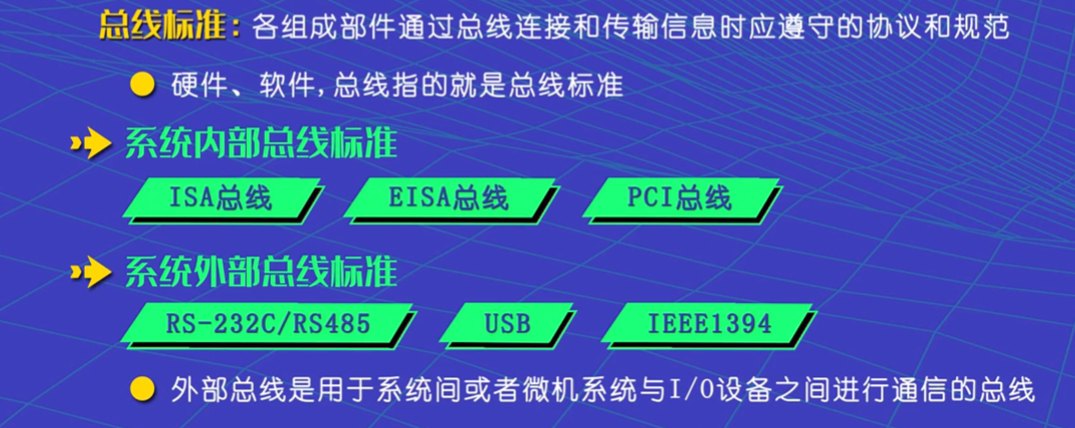 总线标准：各组成部件通过总线连接和传输信息时应遵守的协议和规范
硬件、软件,总线指的就是总线标准
系统内部总线标准
ISA总线 EISA总线 PCI总线
系统外部总线标准
RS-232C/RS485 USB IEEE1394
外部总线是用于系统间或者微机系统与I/O设备之间进行通信的总线